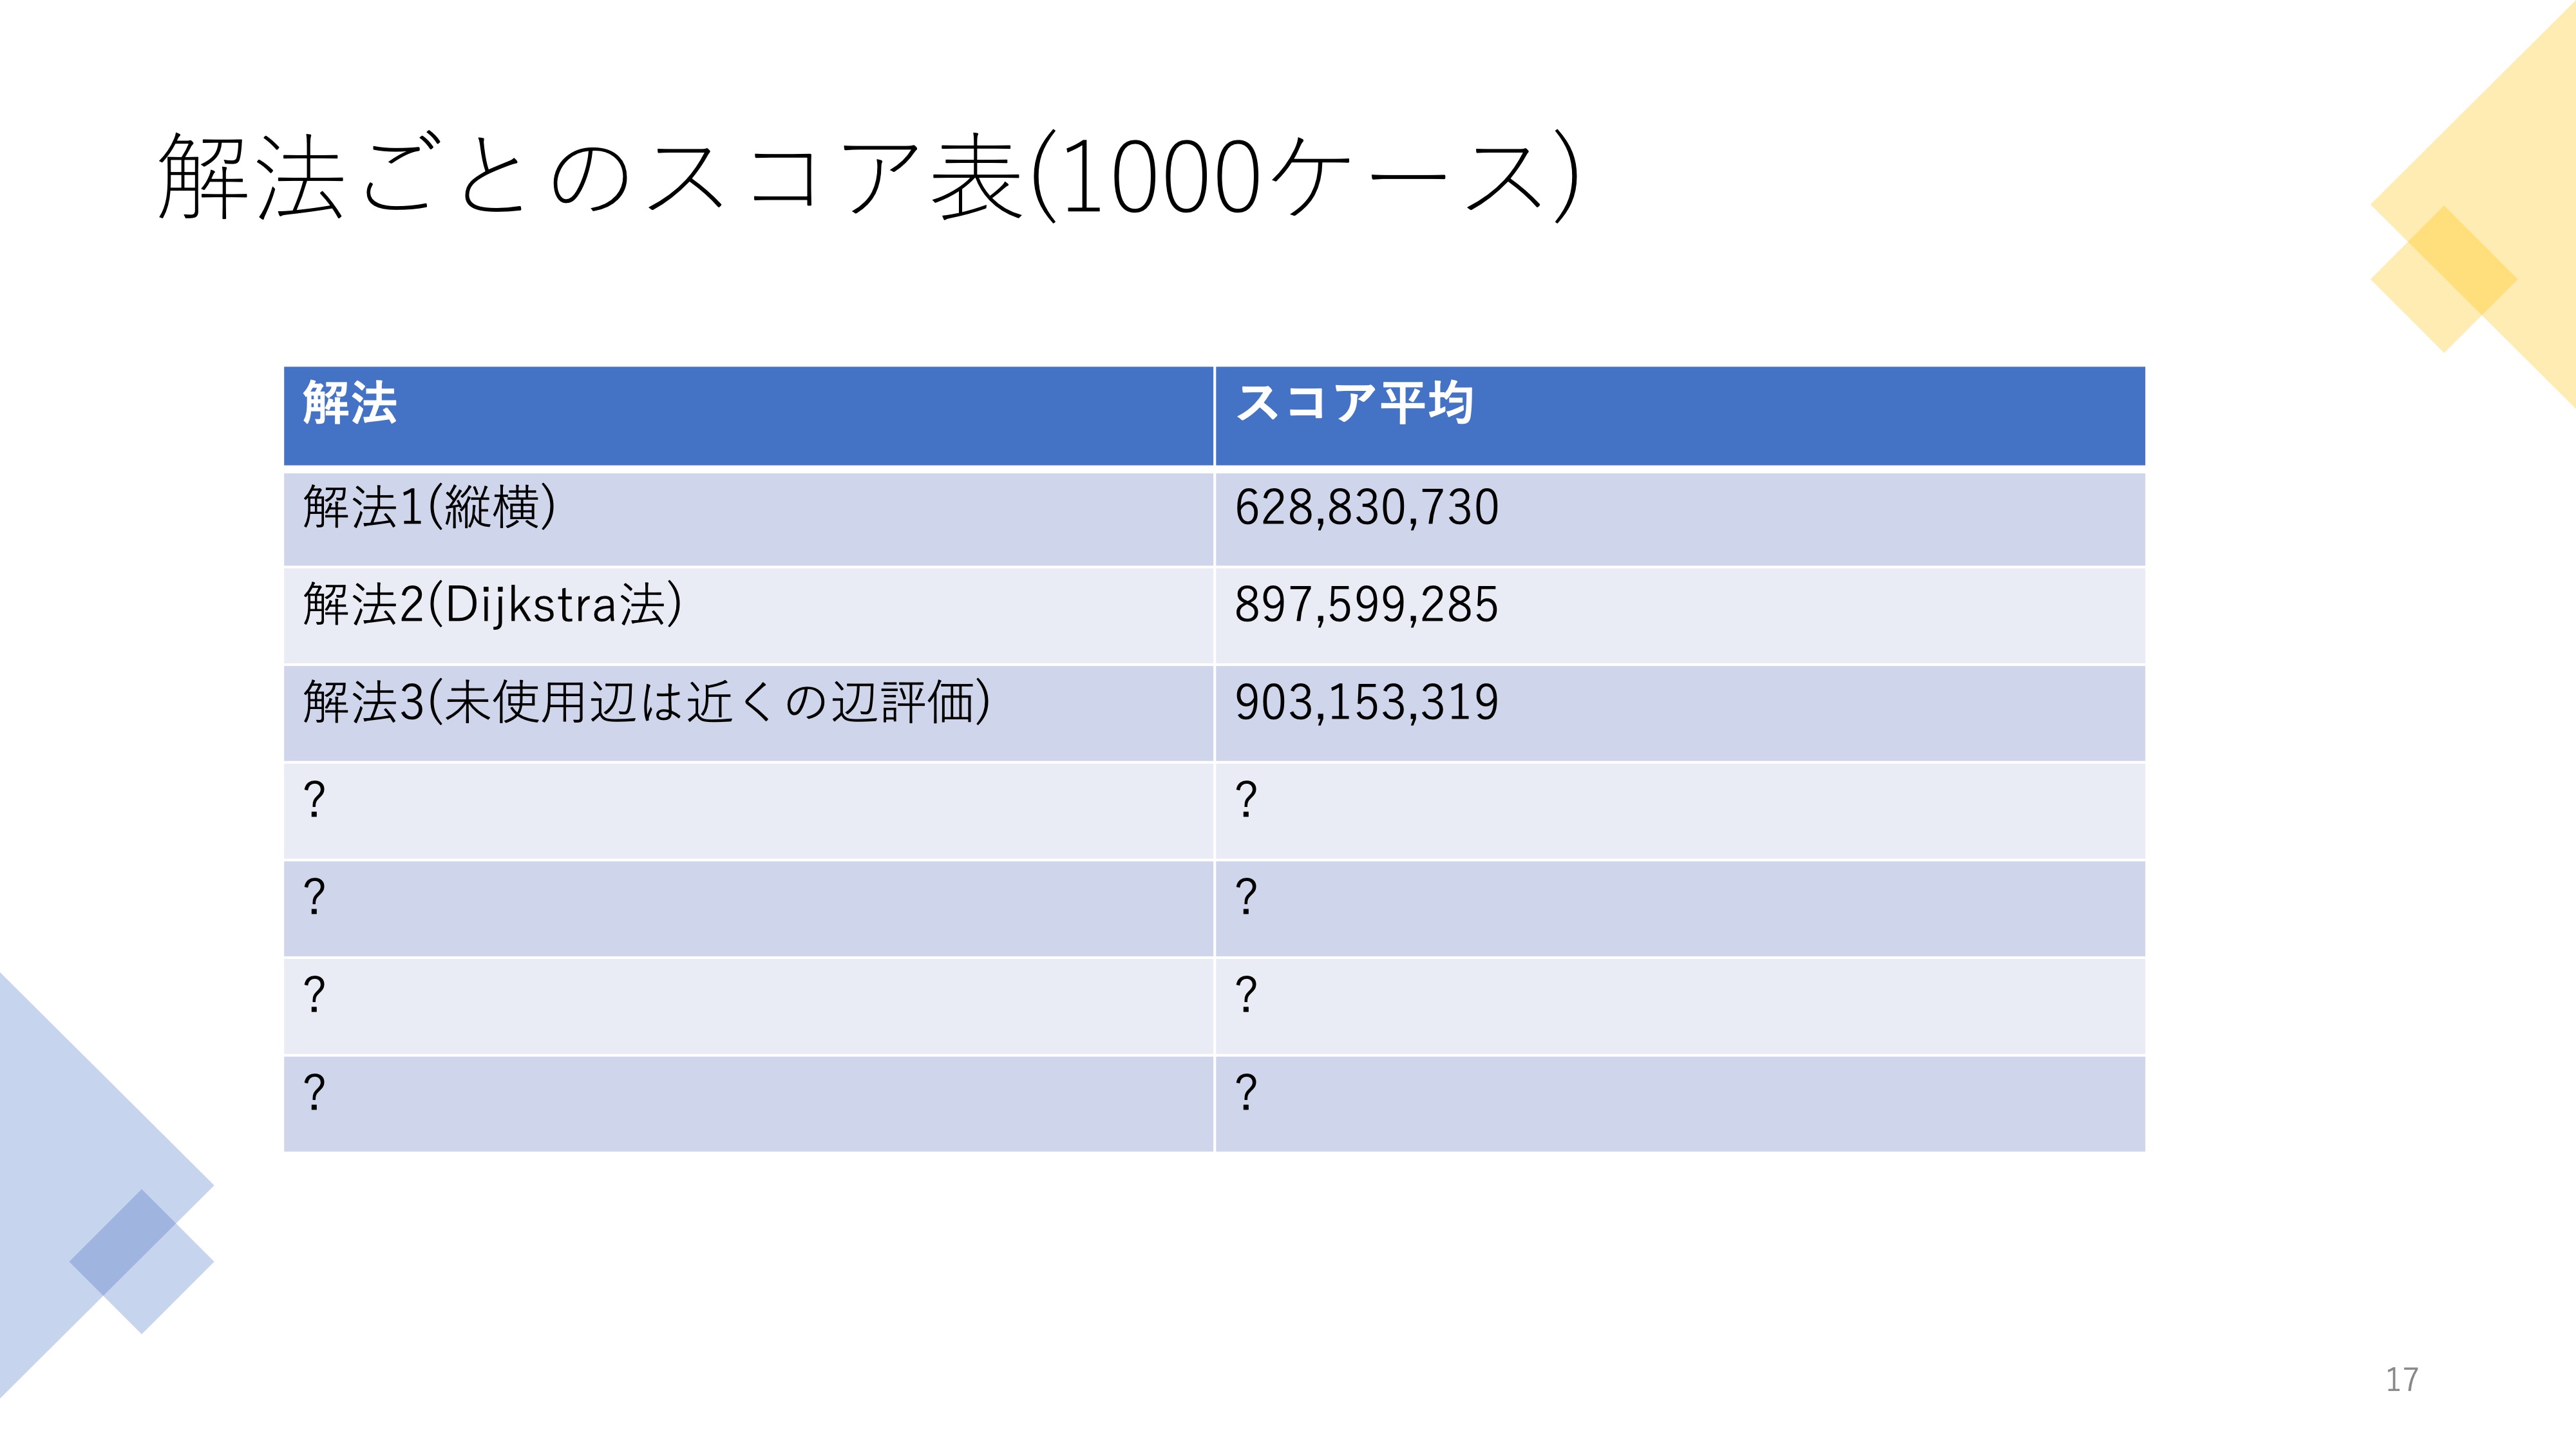 解法ごとのスコア表(1000ケース)
解法 スコア平均
解法1(縦横) 628,830,730
解法2(Dijkstra法) 897,599,285
解法3(未使用辺は近くの辺評価) 903,153,319
? ?
? ?
? ?
? ?
17